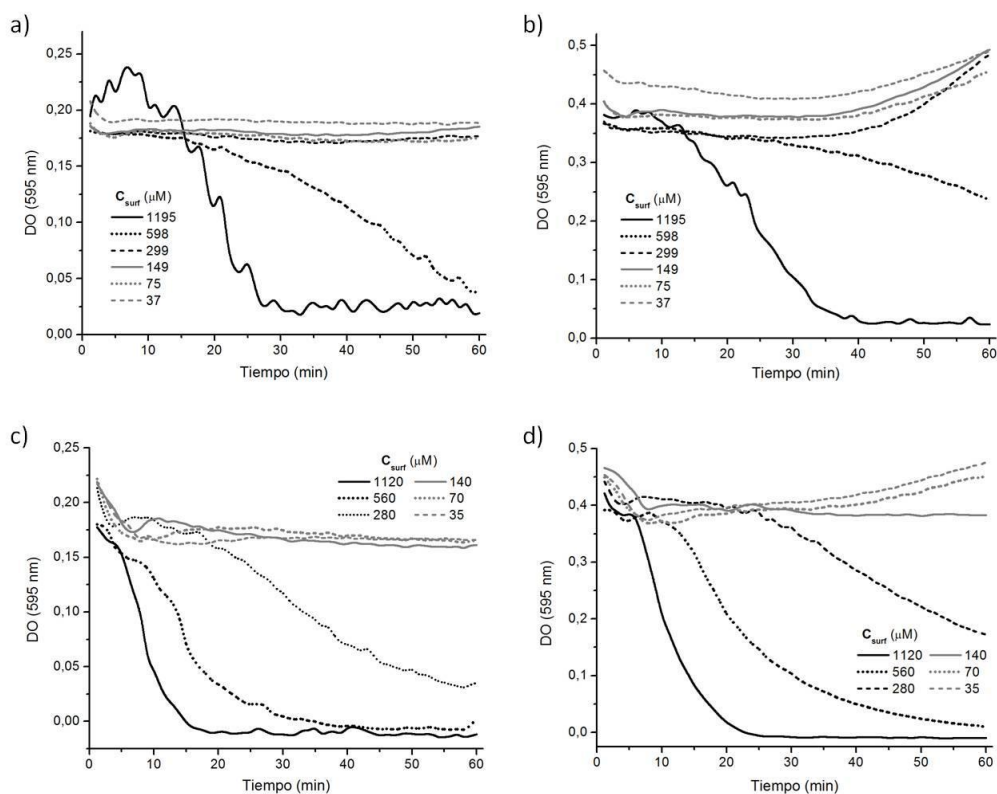 a)
0,25
0,20
0,15
0,10
0,05
0,00
DO (595 nm)
C surf (μM)
1195
598
299
149
75
37
0 10 20 30 40 50 60
Tiempo (min)
b)
0,5
0,4
0,3
0,2
0,1
0,0
DO (595 nm)
C surf (μM)
1195
598
299
149
75
37
0 10 20 30 40 50 60
Tiempo (min)
c)
0,25
0,20
0,15
0,10
0,05
0,00
DO (595 nm)
C surf (μM)
1120 140
560 70
280 35
0 10 20 30 40 50 60
Tiempo (min)
d)
0,5
0,4
0,3
0,2
0,1
0,0
DO (595 nm)
C surf (μM)
1120 140
560 70
280 35
0 10 20 30 40 50 60
Tiempo (min)